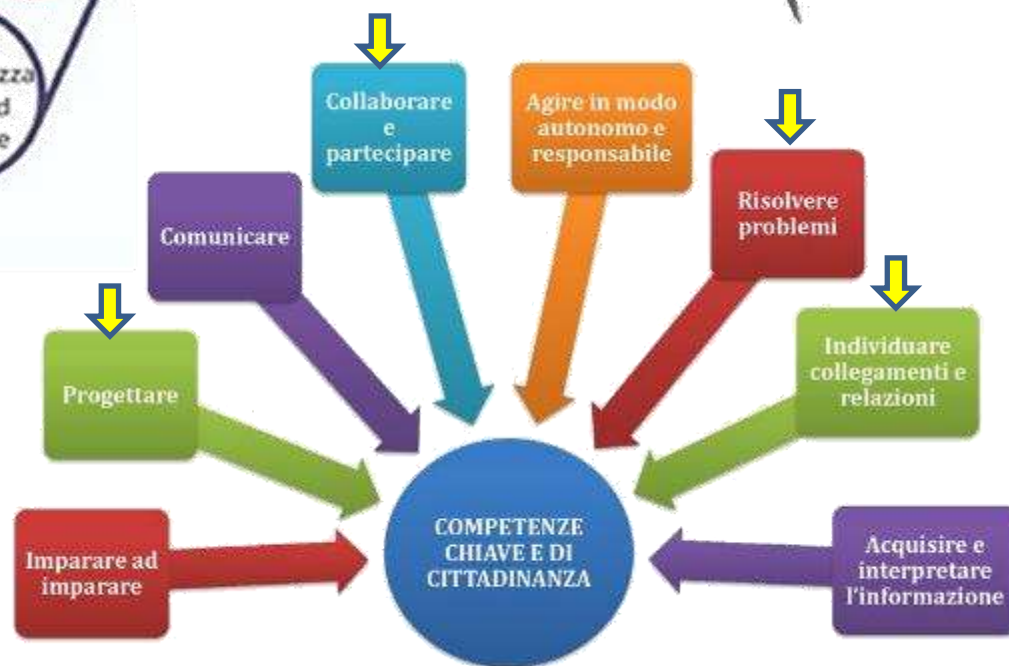 Collaborare
e
partecipare
Agire in modo
autonomo e
responsabile
Risolvere
problemi
Comunicare
Individuare
collegamenti e
relazioni
Progettare
COMPETENZE
CHIAVE E DI
CITTADINANZA
Imparare ad
imparare
Acquisire e
interpretare
l'informazione